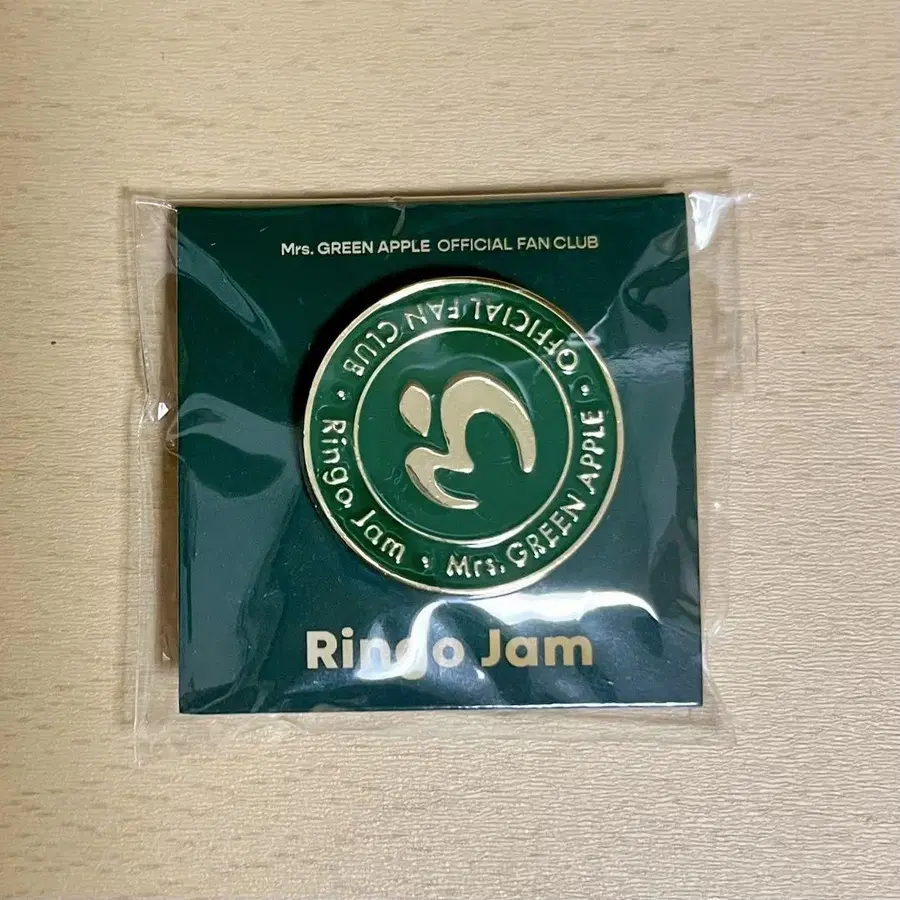 Mrs. GREEN APPLE OFFICIAL FAN CLUB
OFFICIAL FAN CLUB • Ringo Jam • Mrs. GREEN APPLE •
Ringo Jam